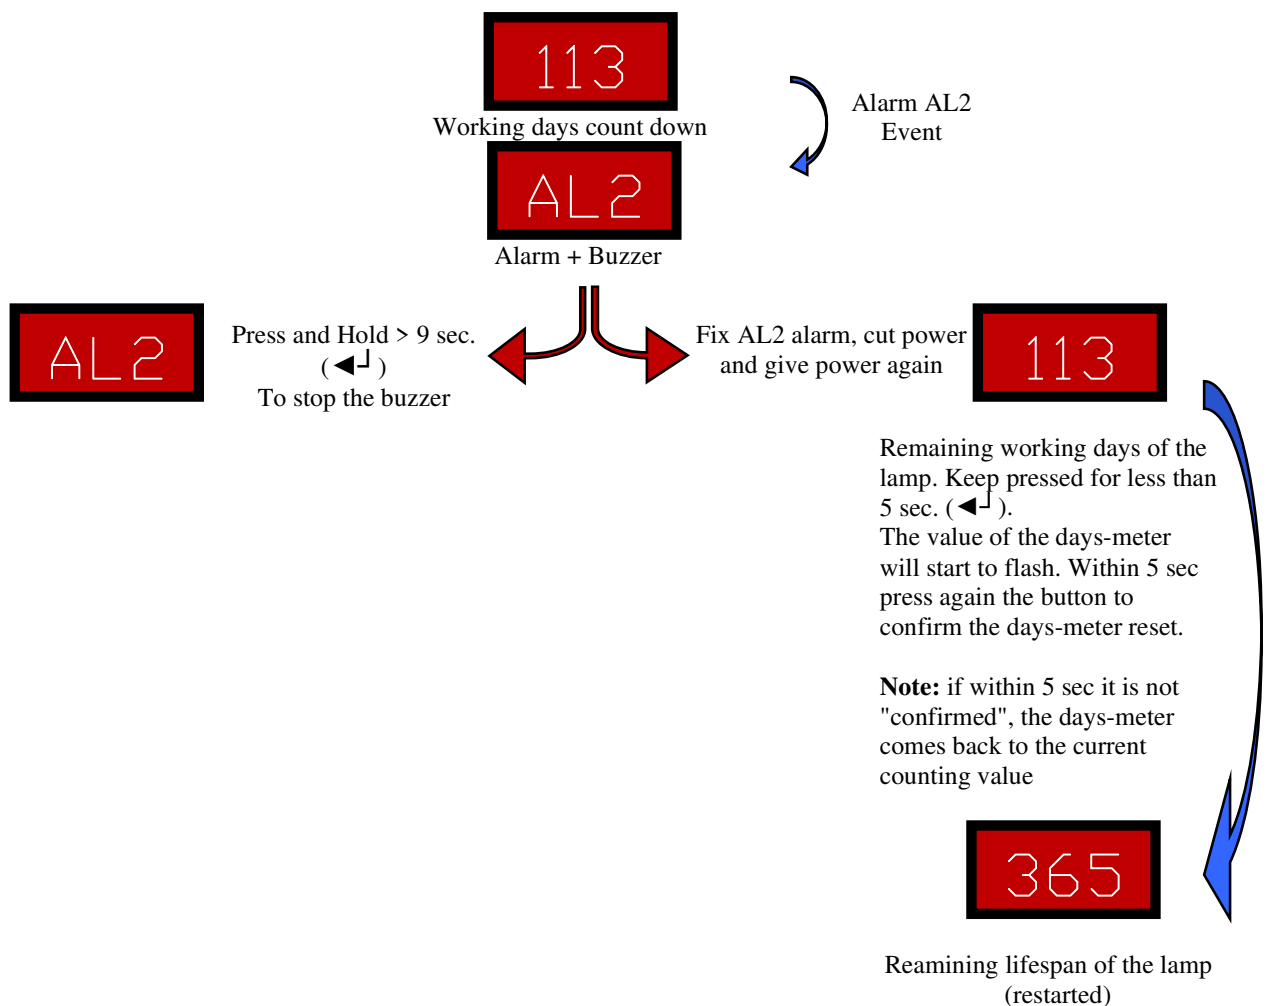 113
Working days count down
Alarm AL2
Event
AL2
Alarm + Buzzer
AL2
Press and Hold > 9 sec.
(◄┘)
To stop the buzzer
Fix AL2 alarm, cut power
and give power again
113
Remaining working days of the
lamp. Keep pressed for less than
5 sec. (◄┘).
The value of the days-meter
will start to flash. Within 5 sec
press again the button to
confirm the days-meter reset.
Note: if within 5 sec it is not
"confirmed", the days-meter
comes back to the current
counting value
365
Reamining lifespan of the lamp
(restarted)